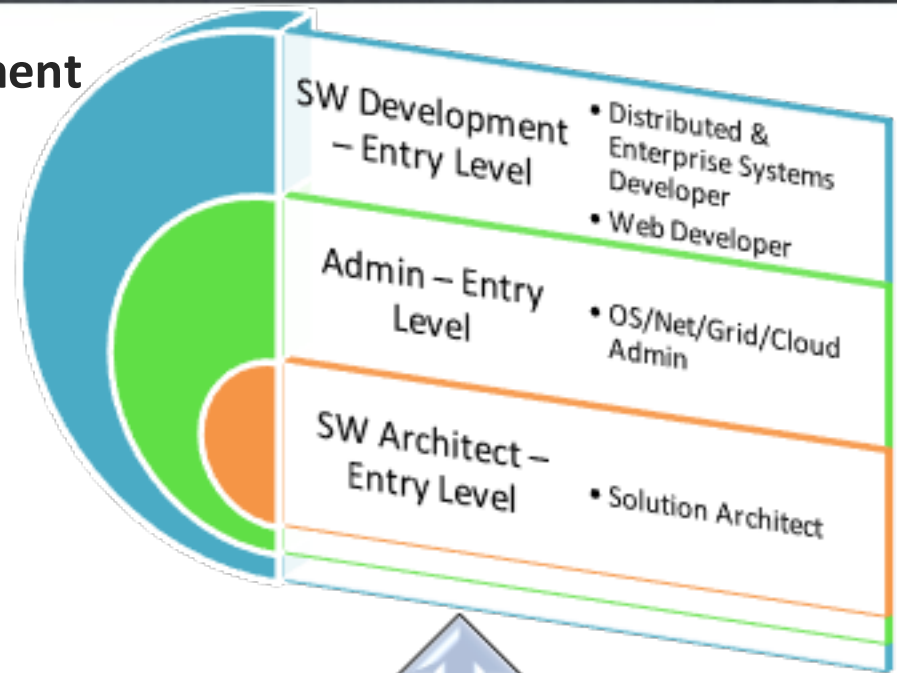 ment
SW Development
– Entry Level
• Distributed &
Enterprise Systems
Developer
• Web Developer
Admin – Entry
Level
• OS/Net/Grid/Cloud
Admin
SW Architect –
Entry Level
• Solution Architect